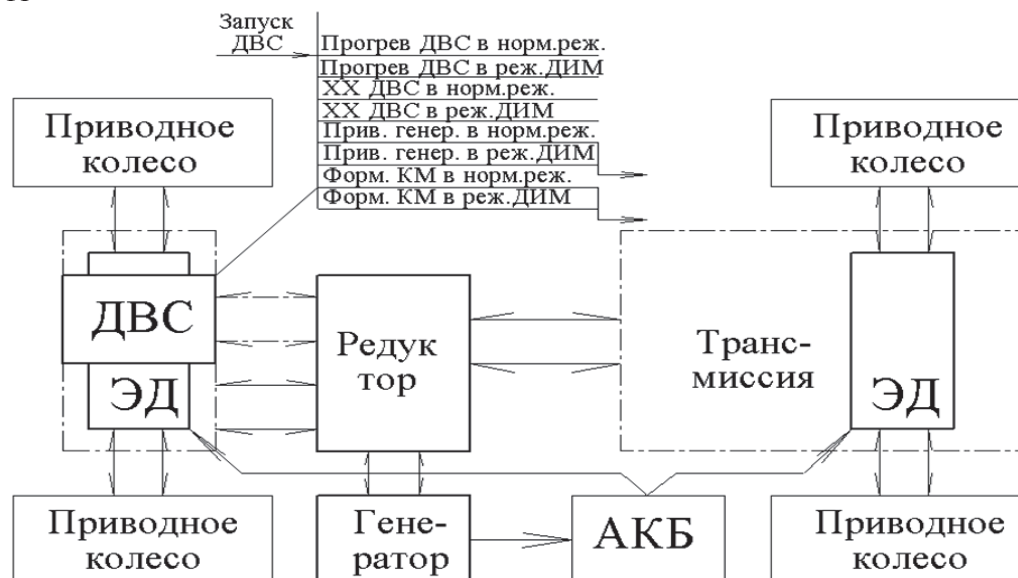 Запуск
ДВС
Прогрев ДВС в норм.реж.
Прогрев ДВС в реж.ДИМ
ХХ ДВС в норм.реж.
ХХ ДВС в реж.ДИМ
Прив. генер. в норм.реж.
Прив. генер. в реж.ДИМ
Форм. КМ в норм.реж.
Форм. КМ в реж.ДИМ
Приводное
колесо
Приводное
колесо
ДВС
ЭД
Редук
тор
Транс-
миссия
ЭД
Приводное
колесо
Гене-
ратор
АКБ
Приводное
колесо